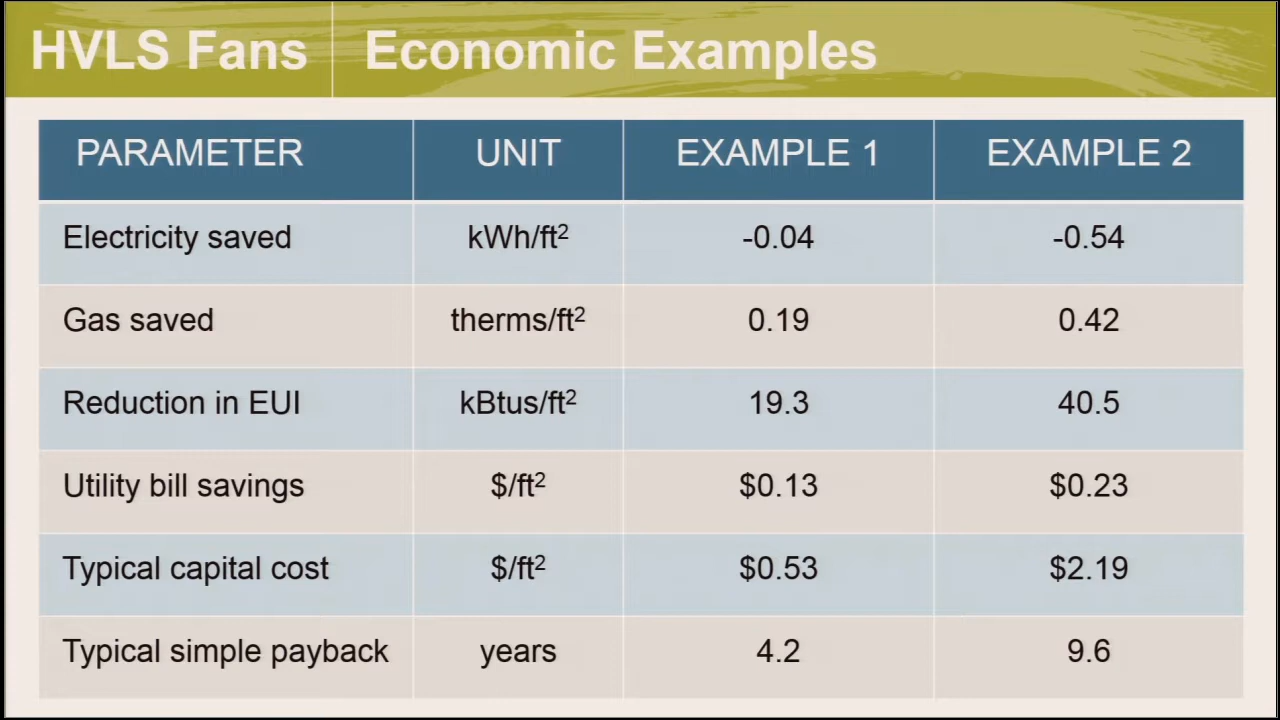 HVLS Fans Economic Examples
PARAMETER UNIT EXAMPLE 1 EXAMPLE 2
Electricity saved kWh/ft² -0.04 -0.54
Gas saved therms/ft² 0.19 0.42
Reduction in EUI kBtus/ft² 19.3 40.5
Utility bill savings $/ft² $0.13 $0.23
Typical capital cost $/ft² $0.53 $2.19
Typical simple payback years 4.2 9.6